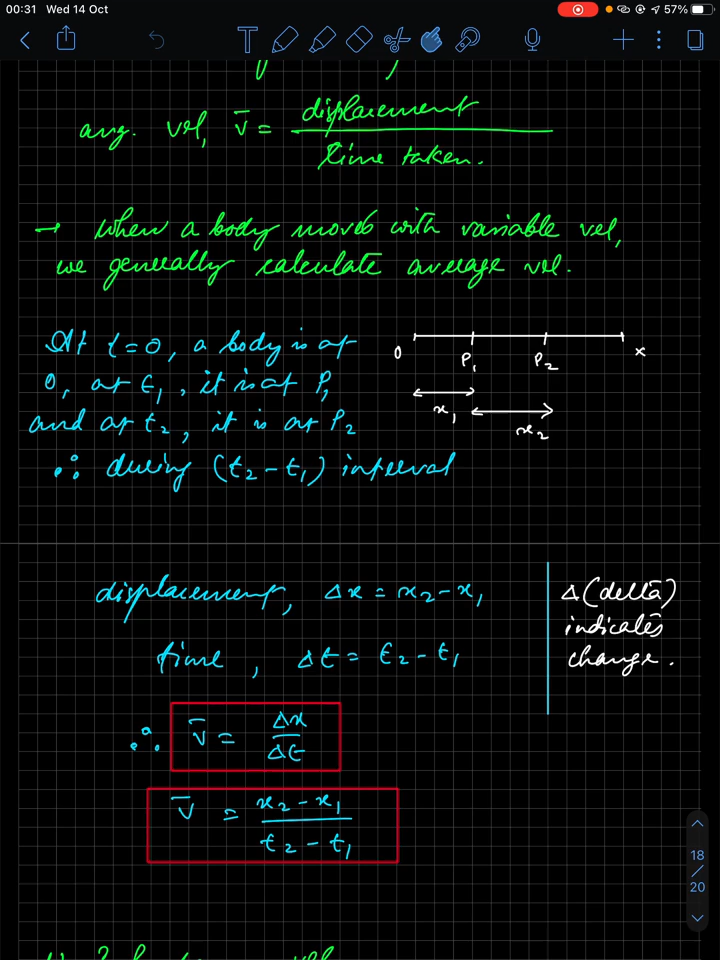 00:31 Wed 14 Oct
57%
T
avg. vel, v̄ = displacement
time taken.
→ When a body moves with variable vel,
we generally calculate average vel.
At t=0, a body is at
0, at t₁, it is at P₁
and at t₂, it is at P₂
∴ during (t₂-t₁) interval
0 P₁ P₂ x
x₁
x₂
displacement, Δx = x₂-x₁
time, Δt = t₂-t₁
Δ(delta)
indicates
change.
∴ v̄ = Δx
Δt
v̄ = x₂-x₁
t₂-t₁
18
/
20